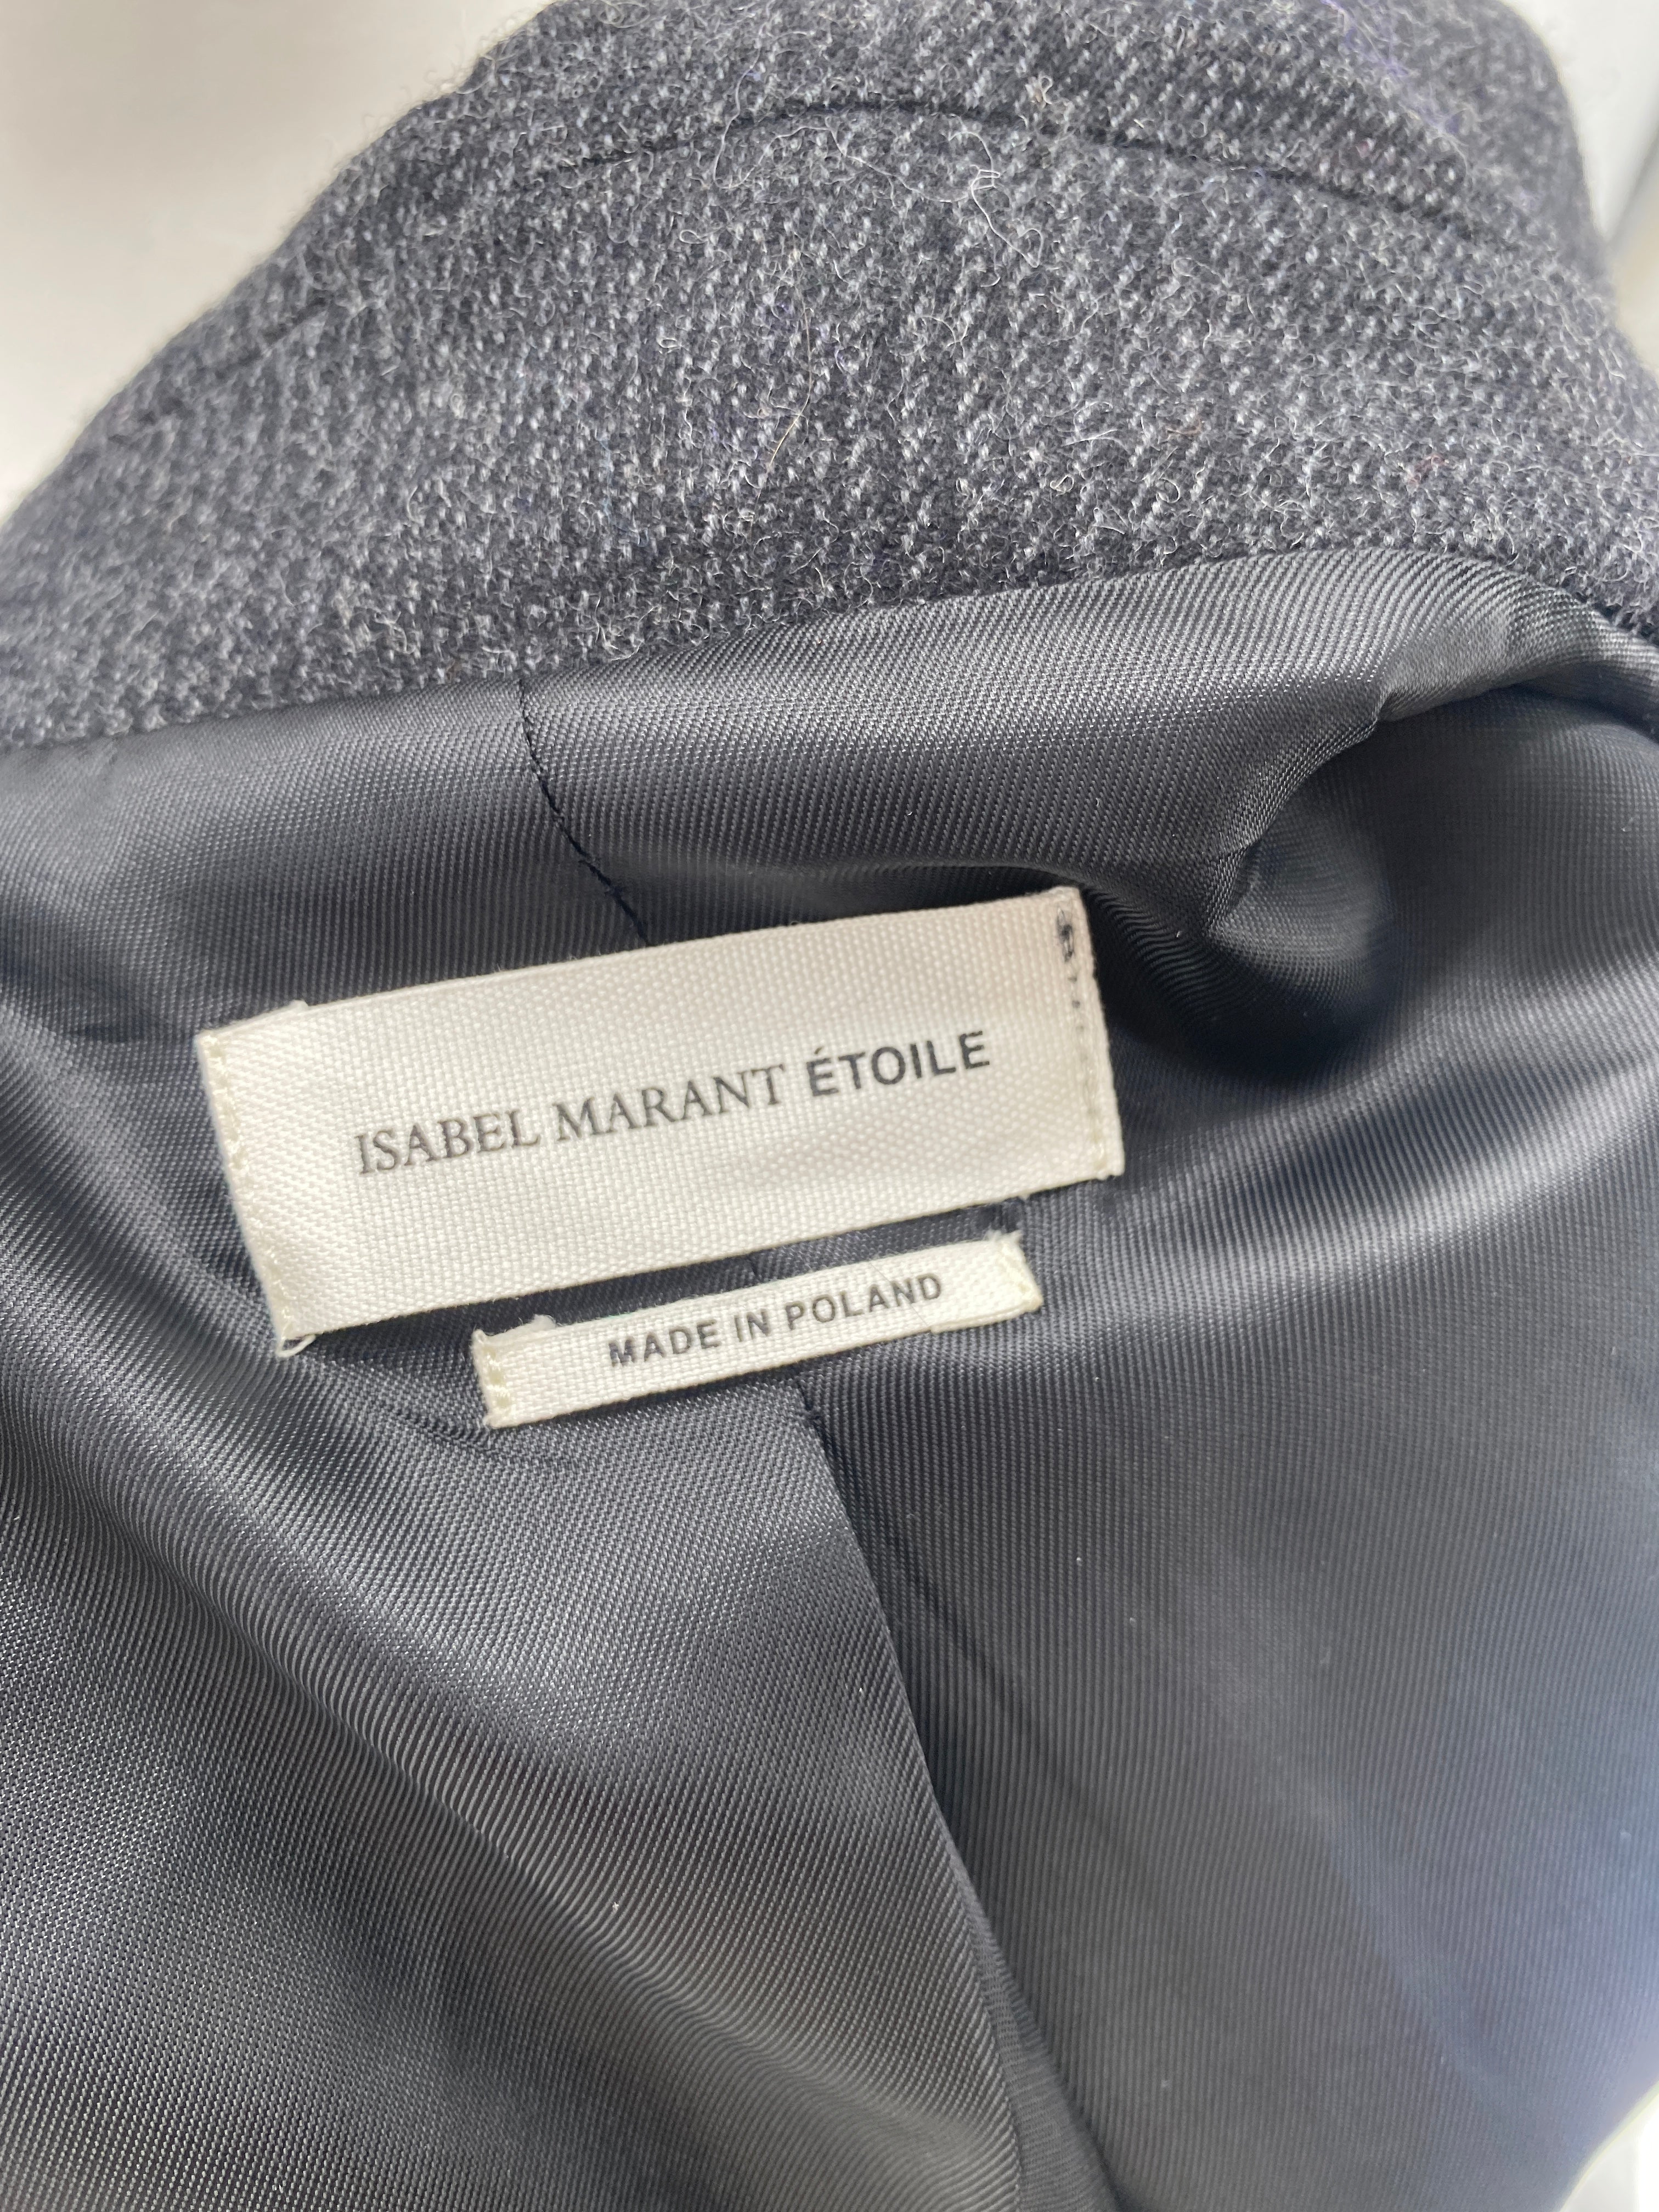 ISABEL MARANT ÉTOILE
MADE IN POLAND